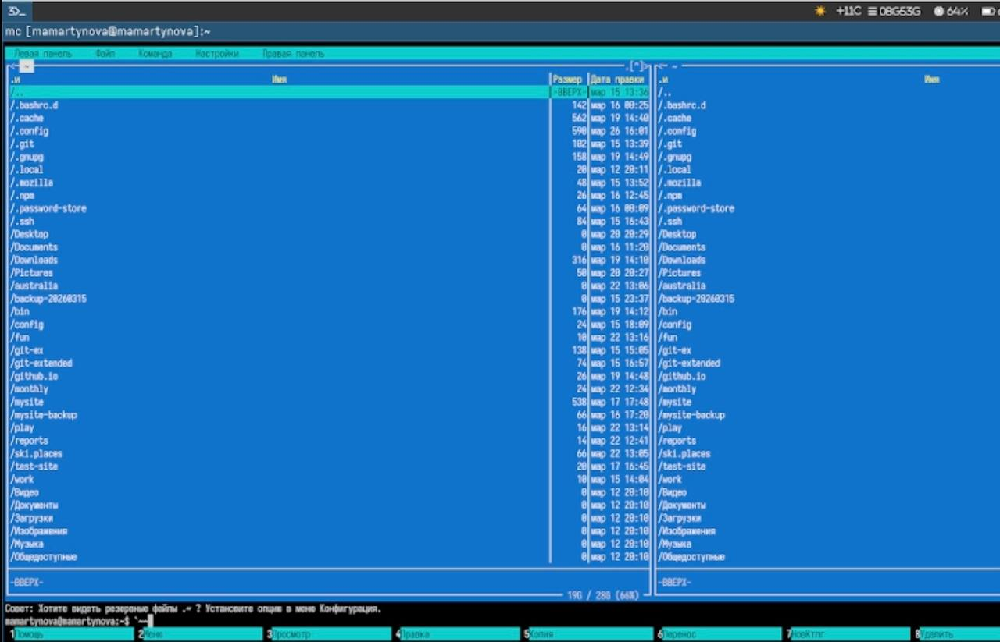 +11C 08G53G 64%
mc [mamartynova@mamartynova]:~
Левая панель Файл Команда Настройки Правая панель
<- ~ .[^]> <- ~
.и Имя Размер Дата правки .и Имя
/.. -ВВЕРХ- мар 15 13:36 /..
/.bashrc.d 142 мар 16 00:25 /.bashrc.d
/.cache 562 мар 19 14:40 /.cache
/.config 590 мар 26 16:01 /.config
/.git 102 мар 15 13:39 /.git
/.gnupg 158 мар 19 14:49 /.gnupg
/.local 20 мар 12 20:11 /.local
/.mozilla 48 мар 15 13:52 /.mozilla
/.npm 26 мар 16 12:45 /.npm
/.password-store 64 мар 16 00:09 /.password-store
/.ssh 84 мар 15 16:43 /.ssh
/Desktop 0 мар 20 20:29 /Desktop
/Documents 0 мар 16 11:20 /Documents
/Downloads 316 мар 19 14:10 /Downloads
/Pictures 50 мар 20 20:27 /Pictures
/australia 0 мар 22 13:06 /australia
/backup-20260315 0 мар 15 23:37 /backup-20260315
/bin 176 мар 19 14:12 /bin
/config 24 мар 15 18:09 /config
/fun 10 мар 22 13:16 /fun
/git-ex 138 мар 15 15:05 /git-ex
/git-extended 74 мар 15 16:57 /git-extended
/github.io 26 мар 19 14:48 /github.io
/monthly 24 мар 22 12:34 /monthly
/mysite 538 мар 17 17:48 /mysite
/mysite-backup 66 мар 16 17:20 /mysite-backup
/play 16 мар 22 13:14 /play
/reports 14 мар 22 12:41 /reports
/ski.places 66 мар 22 13:05 /ski.places
/test-site 20 мар 17 16:45 /test-site
/work 10 мар 15 14:04 /work
/Видео 0 мар 12 20:10 /Видео
/Документы 0 мар 12 20:10 /Документы
/Загрузки 0 мар 12 20:10 /Загрузки
/Изображения 0 мар 12 20:10 /Изображения
/Музыка 0 мар 12 20:10 /Музыка
/Общедоступные 0 мар 12 20:10 /Общедоступные
-ВВЕРХ- -ВВЕРХ-
19G / 28G (66%)
Совет: Хотите видеть резервные файлы .~ ? Установите опцию в меню Конфигурация.
mamartynova@mamartynova:~$ `~~
1Помощь 2Меню 3Просмотр 4Правка 5Копия 6Перенос 7НовКтлг 8Удалить